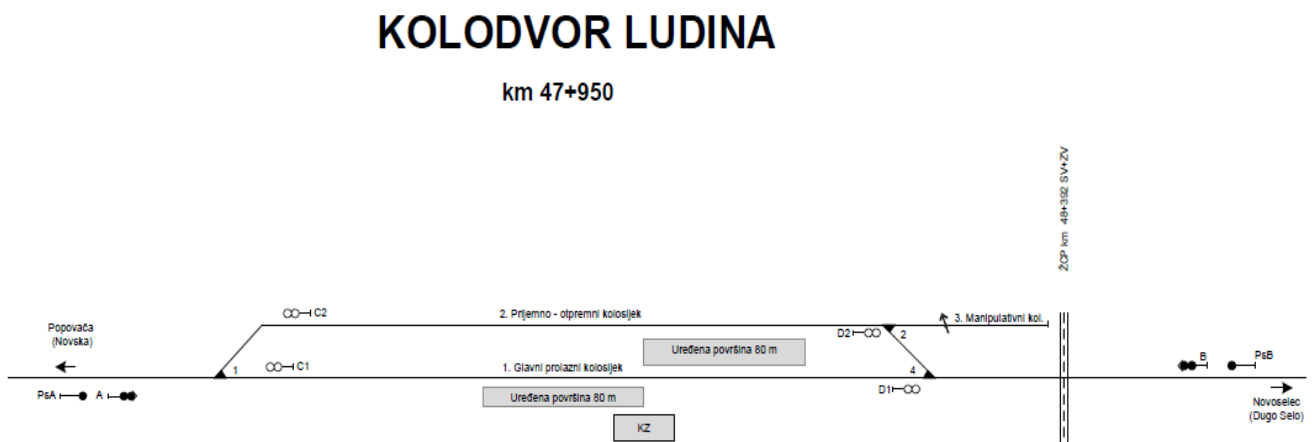 KOLODVOR LUDINA
km 47+950
ŽCP km 48+392 SV+ZV
C2
2. Prijemno - otpremni kolosijek
3. Manipulativni kol.
Popovača
(Novska)
D2
2
Uređena površina 80 m
B
PsB
1
C1
1. Glavni prolazni kolosijek
4
PsA
A
Uređena površina 80 m
D1
Novoselec
(Dugo Selo)
KZ